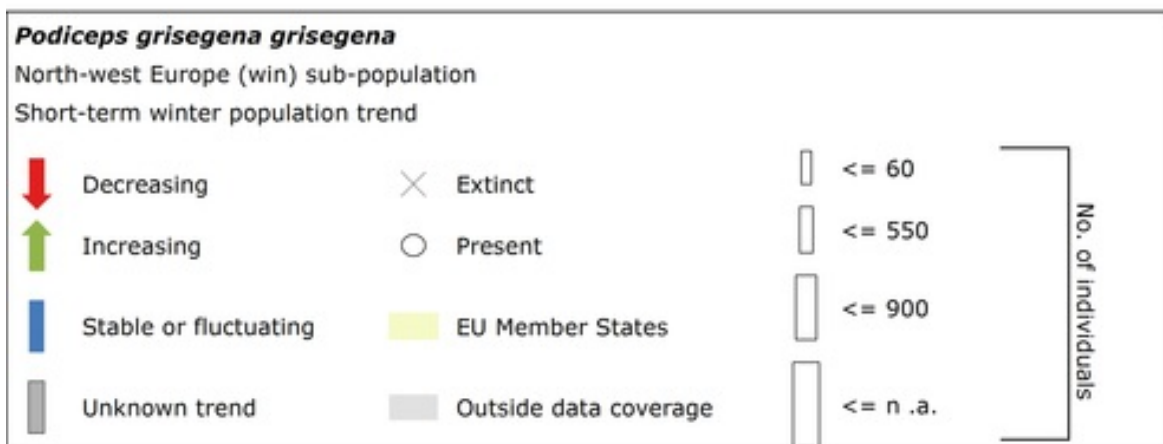 Podiceps grisegena grisegena
North-west Europe (win) sub-population
Short-term winter population trend
Decreasing
Increasing
Stable or fluctuating
Unknown trend
Extinct
Present
EU Member States
Outside data coverage
<= 60
<= 550
<= 900
<= n .a.
No. of individuals